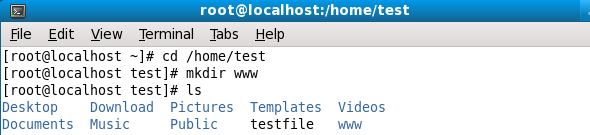 root@localhost:/home/test
File Edit View Terminal Tabs Help
[root@localhost ~]# cd /home/test
[root@localhost test]# mkdir www
[root@localhost test]# ls
Desktop Download Pictures Templates Videos
Documents Music Public testfile www